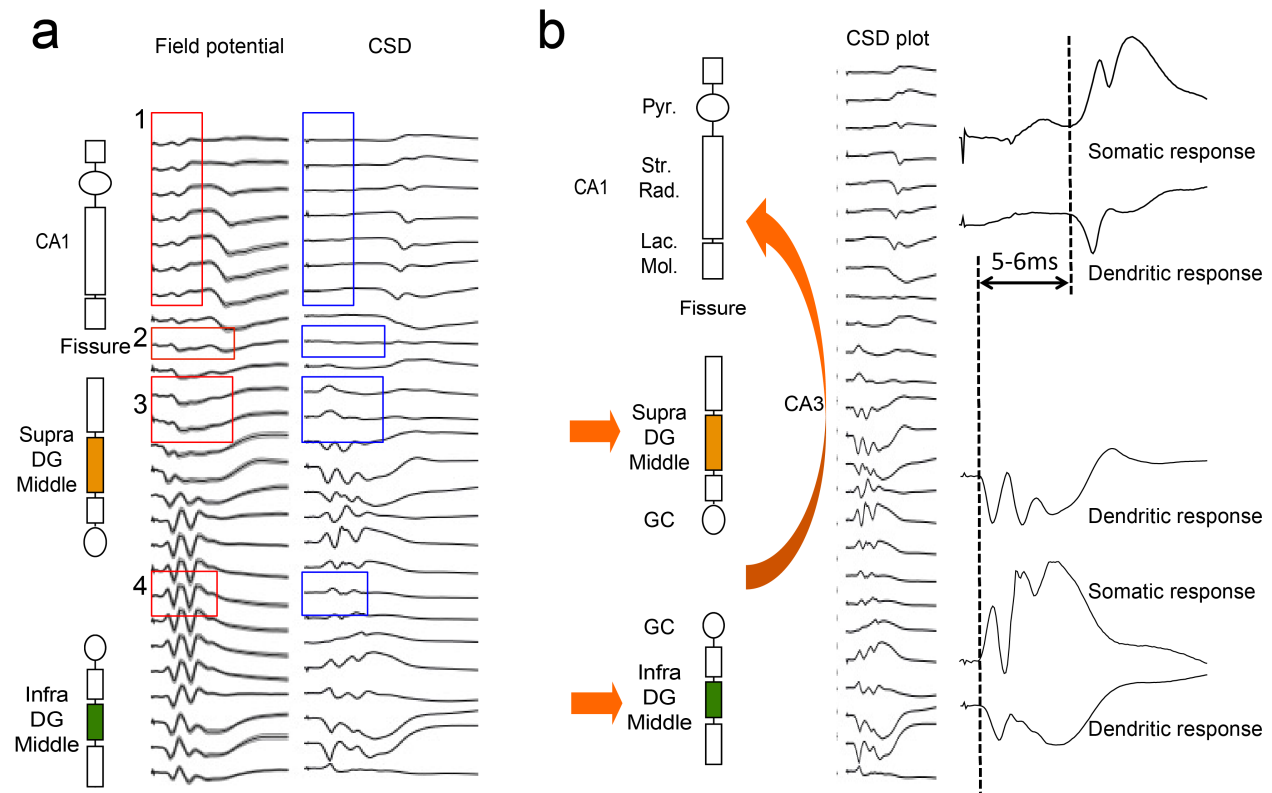 a
Field potential
CSD
1
CA1
Fissure
2
3
Supra
DG
Middle
4
Infra
DG
Middle
b
CSD plot
Pyr.
Str.
Rad.
CA1
Lac.
Mol.
Fissure
CA3
Supra
DG
Middle
GC
GC
Infra
DG
Middle
Somatic response
Dendritic response
5-6ms
Dendritic response
Somatic response
Dendritic response